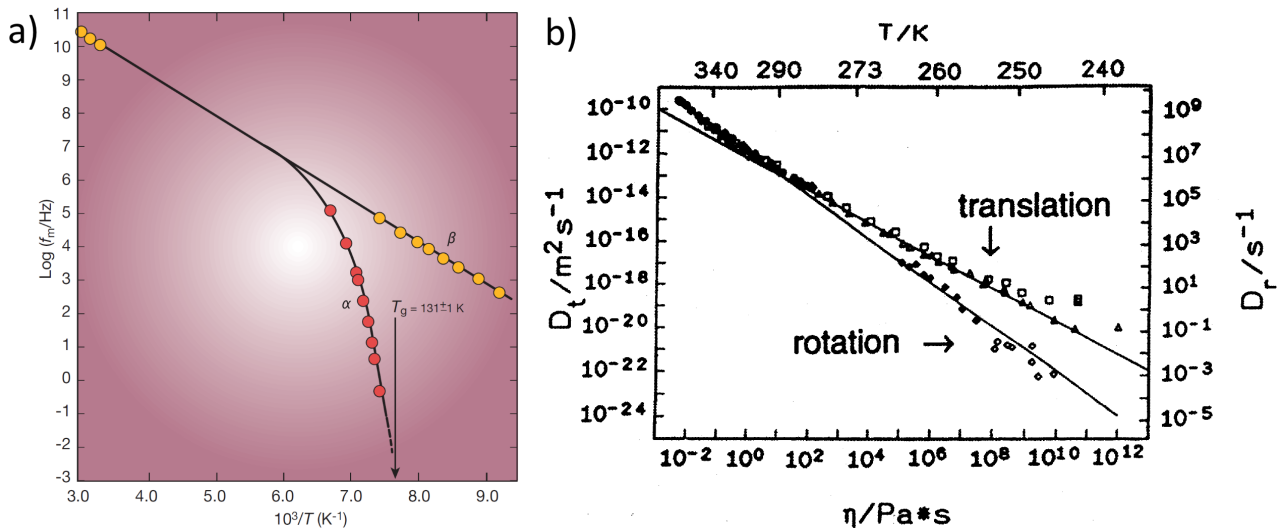 a)
11
10
9
8
7
6
5
4
3
2
1
0
-1
-2
-3
Log (f_m/Hz)
β
α
T_g = 131±1 K
3.0 4.0 5.0 6.0 7.0 8.0 9.0
10³/T (K⁻¹)
b)
T/K
340 290 273 260 250 240
10⁻¹⁰
10⁻¹²
10⁻¹⁴
10⁻¹⁶
10⁻¹⁸
10⁻²⁰
10⁻²²
10⁻²⁴
D_t/m²s⁻¹
translation
rotation
10⁹
10⁷
10⁵
10³
10¹
10⁻¹
10⁻³
10⁻⁵
D_r/s⁻¹
10⁻² 10⁰ 10² 10⁴ 10⁶ 10⁸ 10¹⁰ 10¹²
η/Pa*s